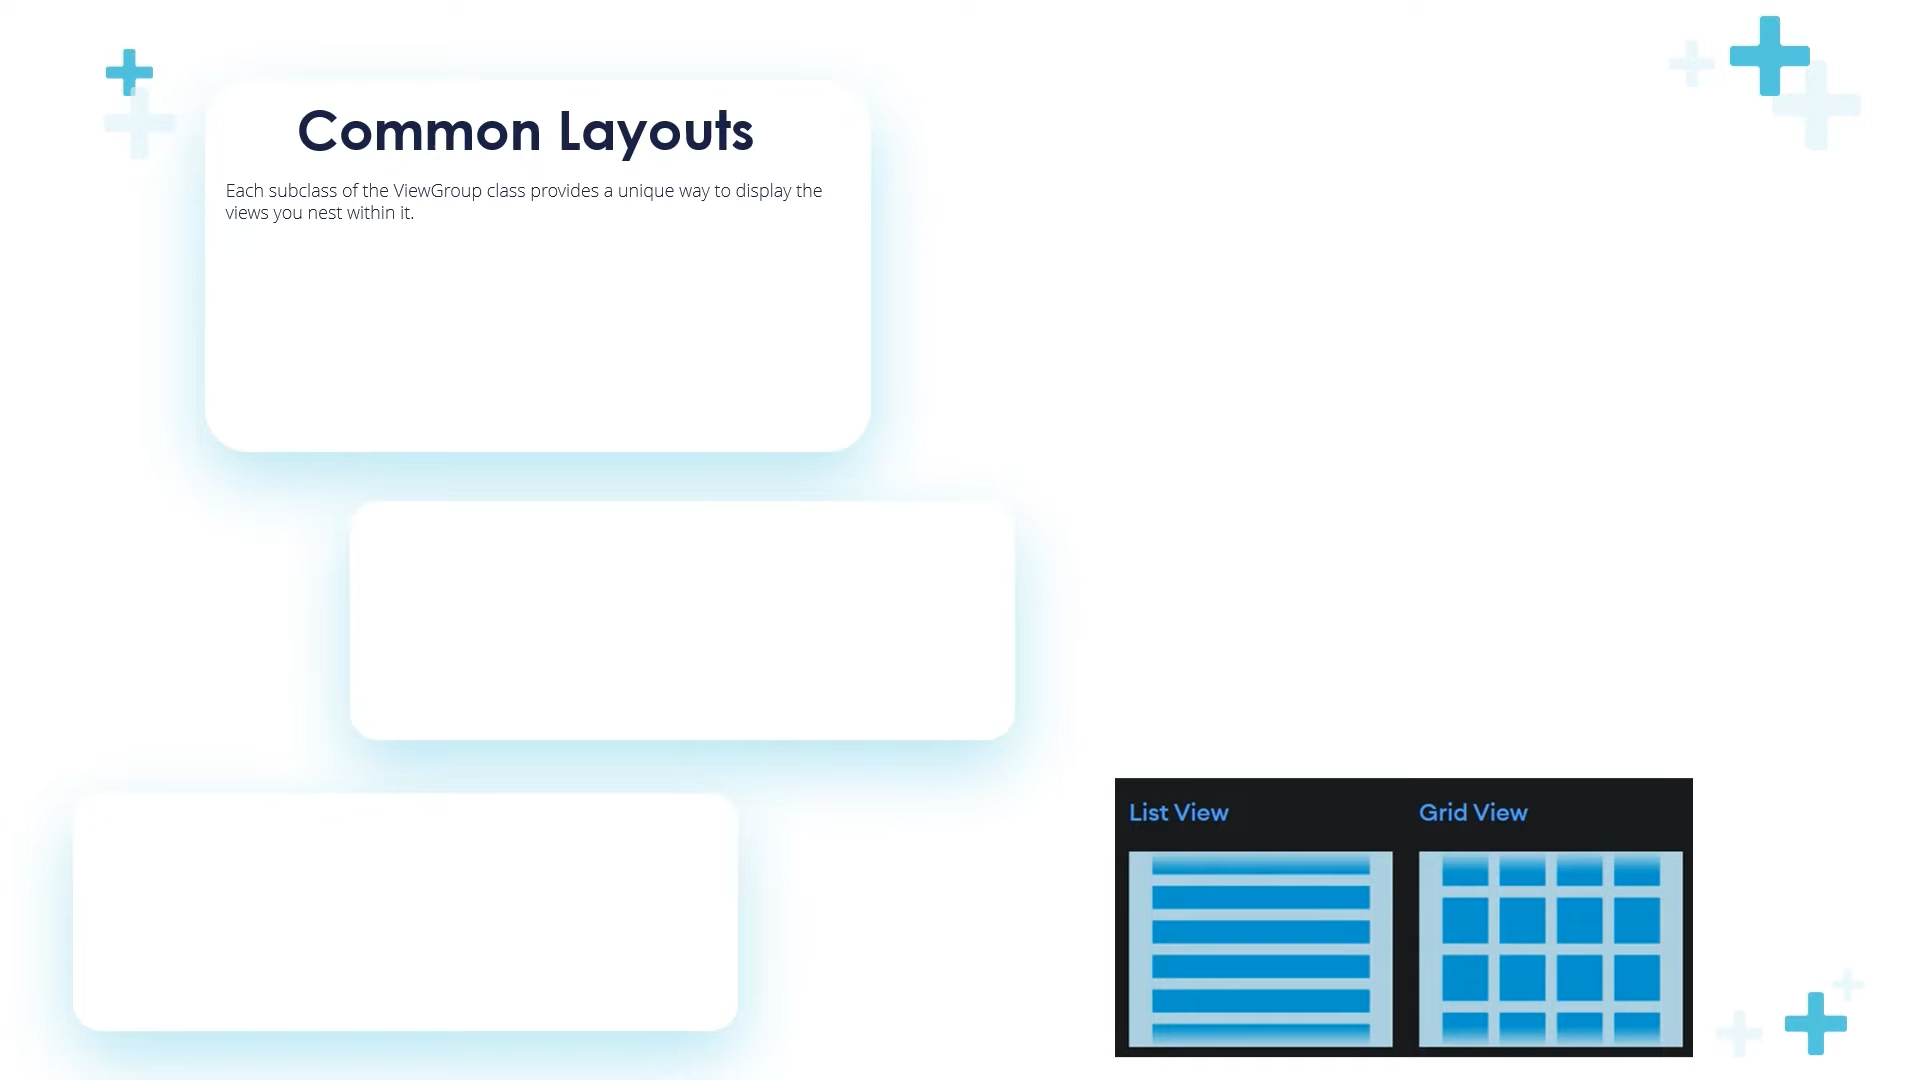 Common Layouts
Each subclass of the ViewGroup class provides a unique way to display the
views you nest within it.
List View
Grid View